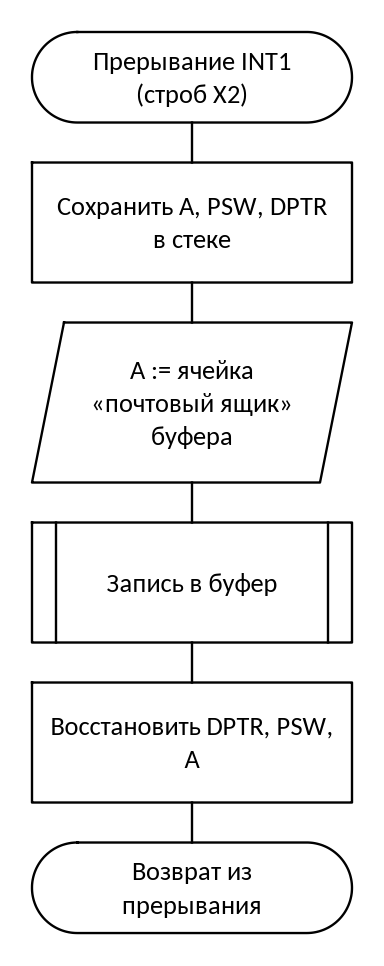 Прерывание INT1
(строб X2)
Сохранить A, PSW, DPTR
в стеке
A := ячейка
«почтовый ящик»
буфера
Запись в буфер
Восстановить DPTR, PSW,
A
Возврат из
прерывания